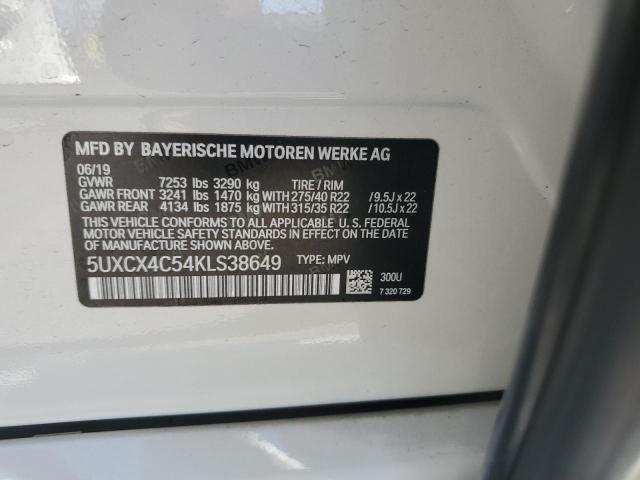 MFD BY BAYERISCHE MOTOREN WERKE AG
06/19
GVWR 7253 lbs 3290 kg TIRE / RIM
GAWR FRONT 3241 lbs 1470 kg WITH 275/40 R22 /9.5J x 22
GAWR REAR 4134 lbs 1875 kg WITH 315/35 R22 /10.5J x 22
THIS VEHICLE CONFORMS TO ALL APPLICABLE U. S. FEDERAL
MOTOR VEHICLE SAFETY STANDARDS IN EFFECT ON THE
DATE OF MANUFACTURE SHOWN ABOVE.
5UXCX4C54KLS38649 TYPE: MPV
300U
7 320 729